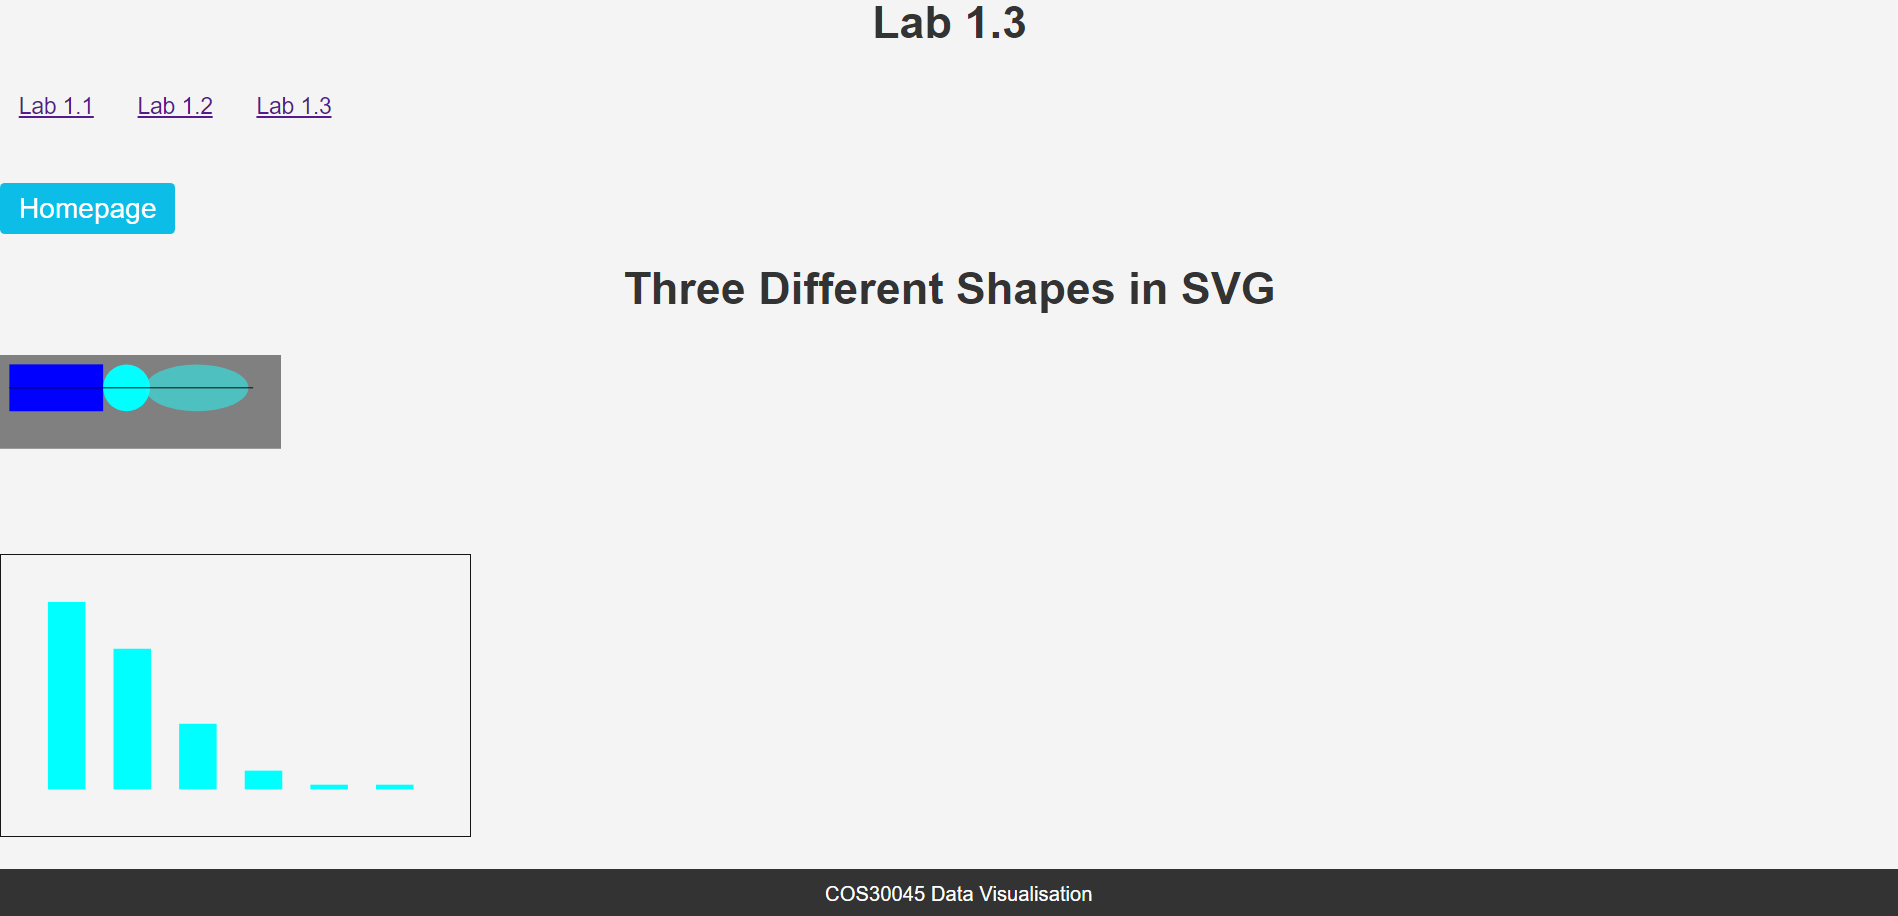 Lab 1.3
Lab 1.1 Lab 1.2 Lab 1.3
Homepage
Three Different Shapes in SVG
COS30045 Data Visualisation